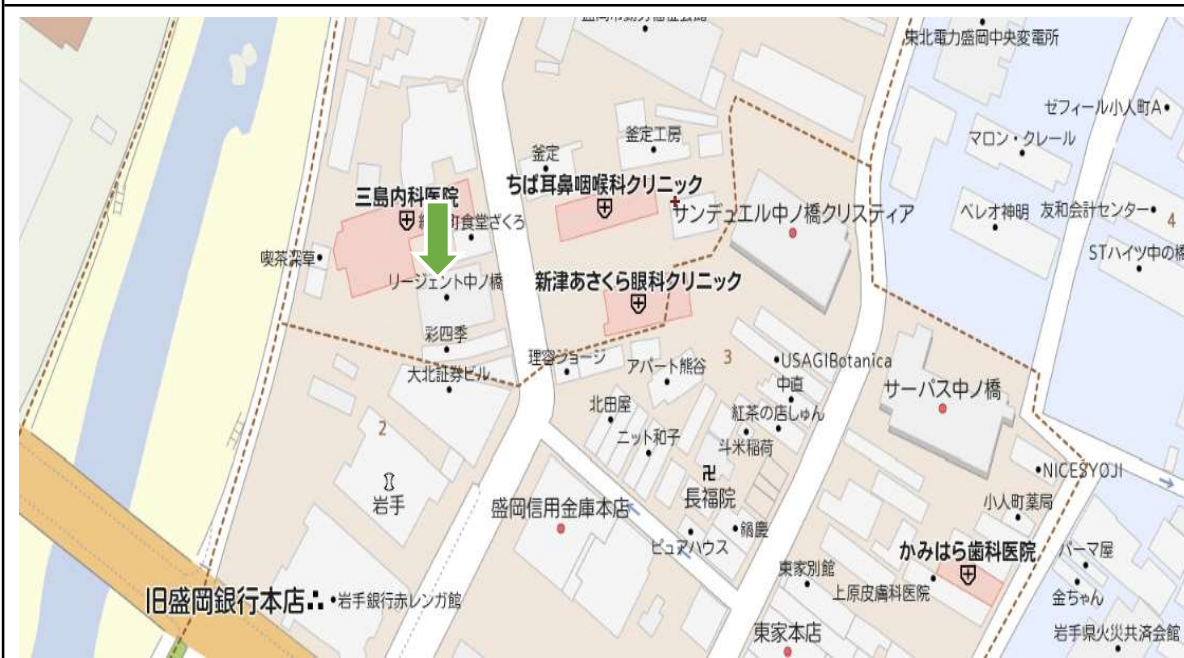 東北電力盛岡中央変電所
ゼフィール小人町A
釜定工房
マロン・クレール
釜定
ちば耳鼻咽喉科クリニック
三島内科医院
サンデュエル中ノ橋クリスティア
ベレオ神明
友和会計センター
4
町食堂ざくろ
喫茶深草
STハイツ中の橋
リージェント中ノ橋
新津あさくら眼科クリニック
彩四季
理容ジョージ
アパート熊谷
3
USAGIBotanica
大北証券ビル
中直
サーパス中ノ橋
北田屋
紅茶の店しゅん
2
ニット和子
斗米稲荷
卍
NICESYOJI
長福院
岩手
盛岡信用金庫本店
小人町薬局
鍋慶
ピュアハウス
かみはら歯科医院
パーマ屋
東家別館
上原皮膚科医院
旧盛岡銀行本店
岩手銀行赤レンガ館
金ちゃん
東家本店
岩手県火災共済会館